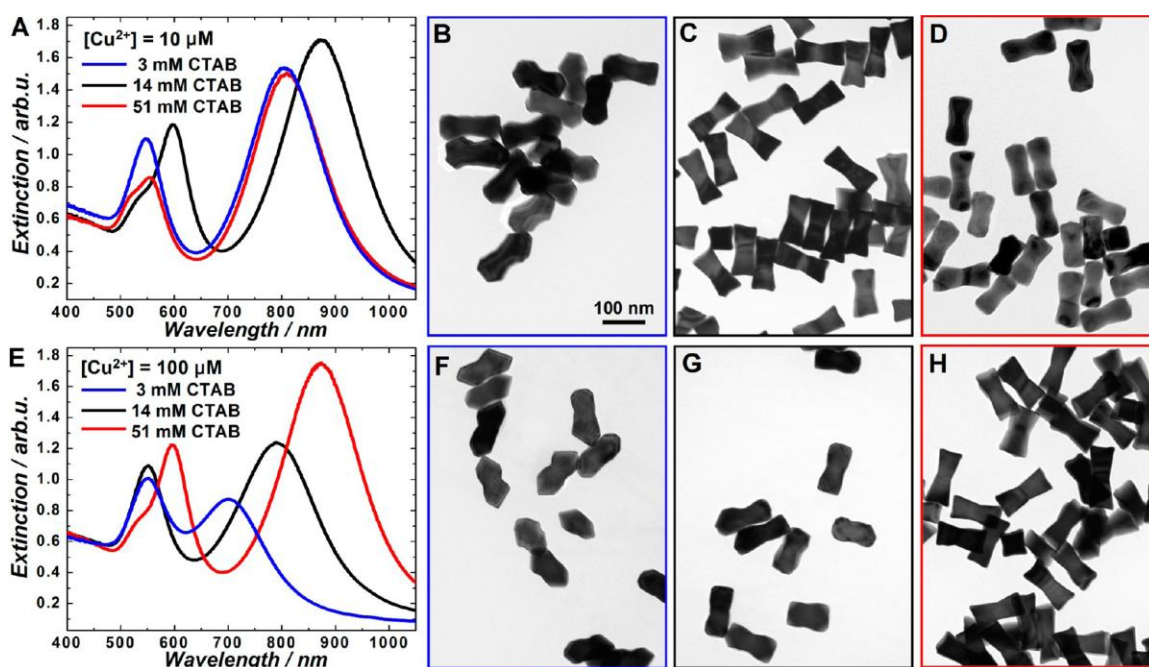 A
[Cu²⁺] = 10 µM
3 mM CTAB
14 mM CTAB
51 mM CTAB
Extinction / arb.u.
1.8
1.6
1.4
1.2
1.0
0.8
0.6
0.4
0.2
400 500 600 700 800 900 1000
Wavelength / nm
B
100 nm
C
D
E
[Cu²⁺] = 100 µM
3 mM CTAB
14 mM CTAB
51 mM CTAB
Extinction / arb.u.
1.8
1.6
1.4
1.2
1.0
0.8
0.6
0.4
0.2
400 500 600 700 800 900 1000
Wavelength / nm
F
G
H